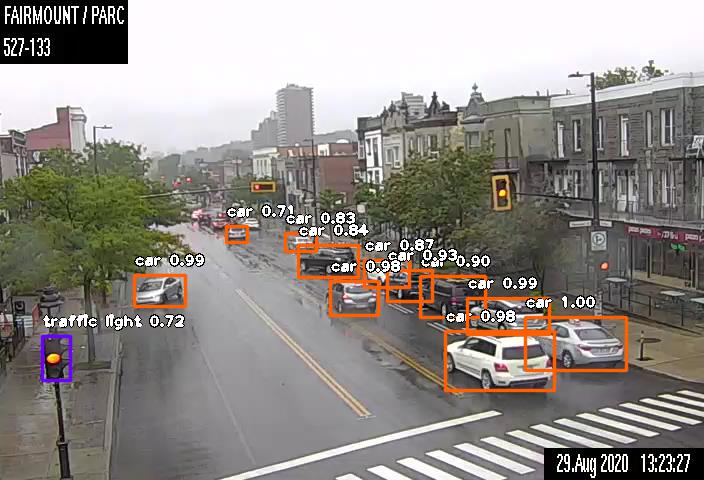 FAIRMOUNT / PARC
527-133
car 0.71
car 0.83
car 0.84
car 0.87
car 0.93
car 0.90
car 0.99
car 0.98
car 0.99
car 1.00
car 0.98
traffic light 0.72
29.Aug 2020 13:23:27